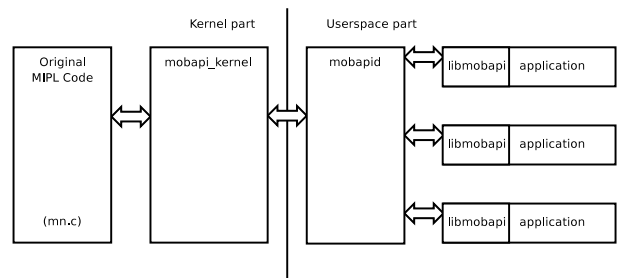 Kernel part
Userspace part
Original
MIPL Code
(mn.c)
mobapi_kernel
mobapid
libmobapi
application
libmobapi
application
libmobapi
application